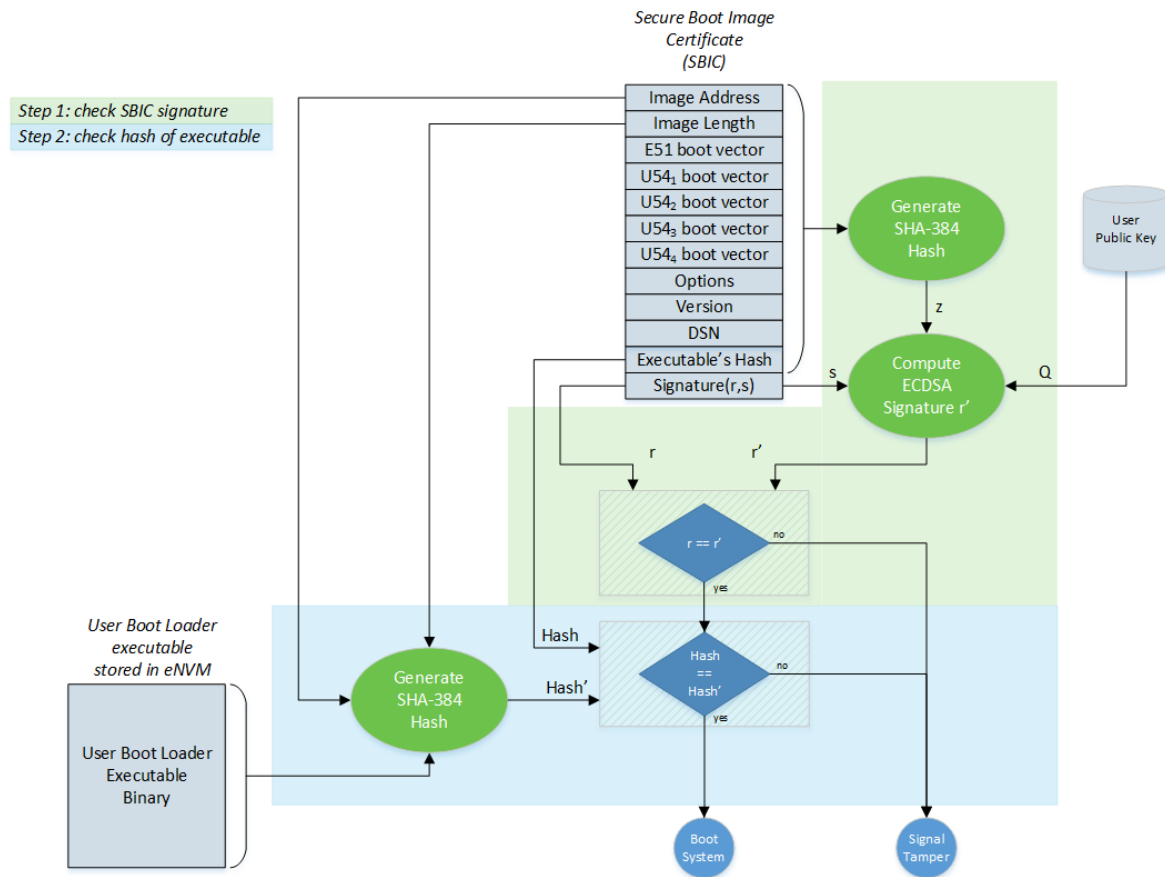 Secure Boot Image
Certificate
(SBIC)
Step 1: check SBIC signature
Step 2: check hash of executable
Image Address
Image Length
E51 boot vector
U54₁ boot vector
U54₂ boot vector
U54₃ boot vector
U54₄ boot vector
Options
Version
DSN
Executable's Hash
Signature(r,s)
Generate
SHA-384
Hash
z
User
Public Key
s
Compute
ECDSA
Signature r'
Q
r
r'
r == r'
no
yes
User Boot Loader
executable
stored in eNVM
User Boot Loader
Executable
Binary
Generate
SHA-384
Hash
Hash
Hash'
Hash
==
Hash'
no
yes
Boot
System
Signal
Tamper